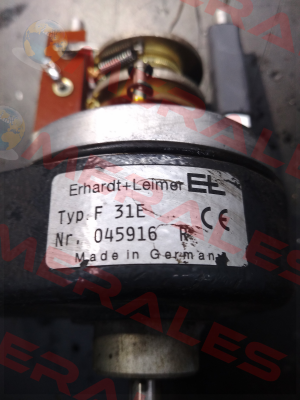 Erhardt+Leimer EL
Typ. F 31E CE
Nr. 045916 R
Made in Germany